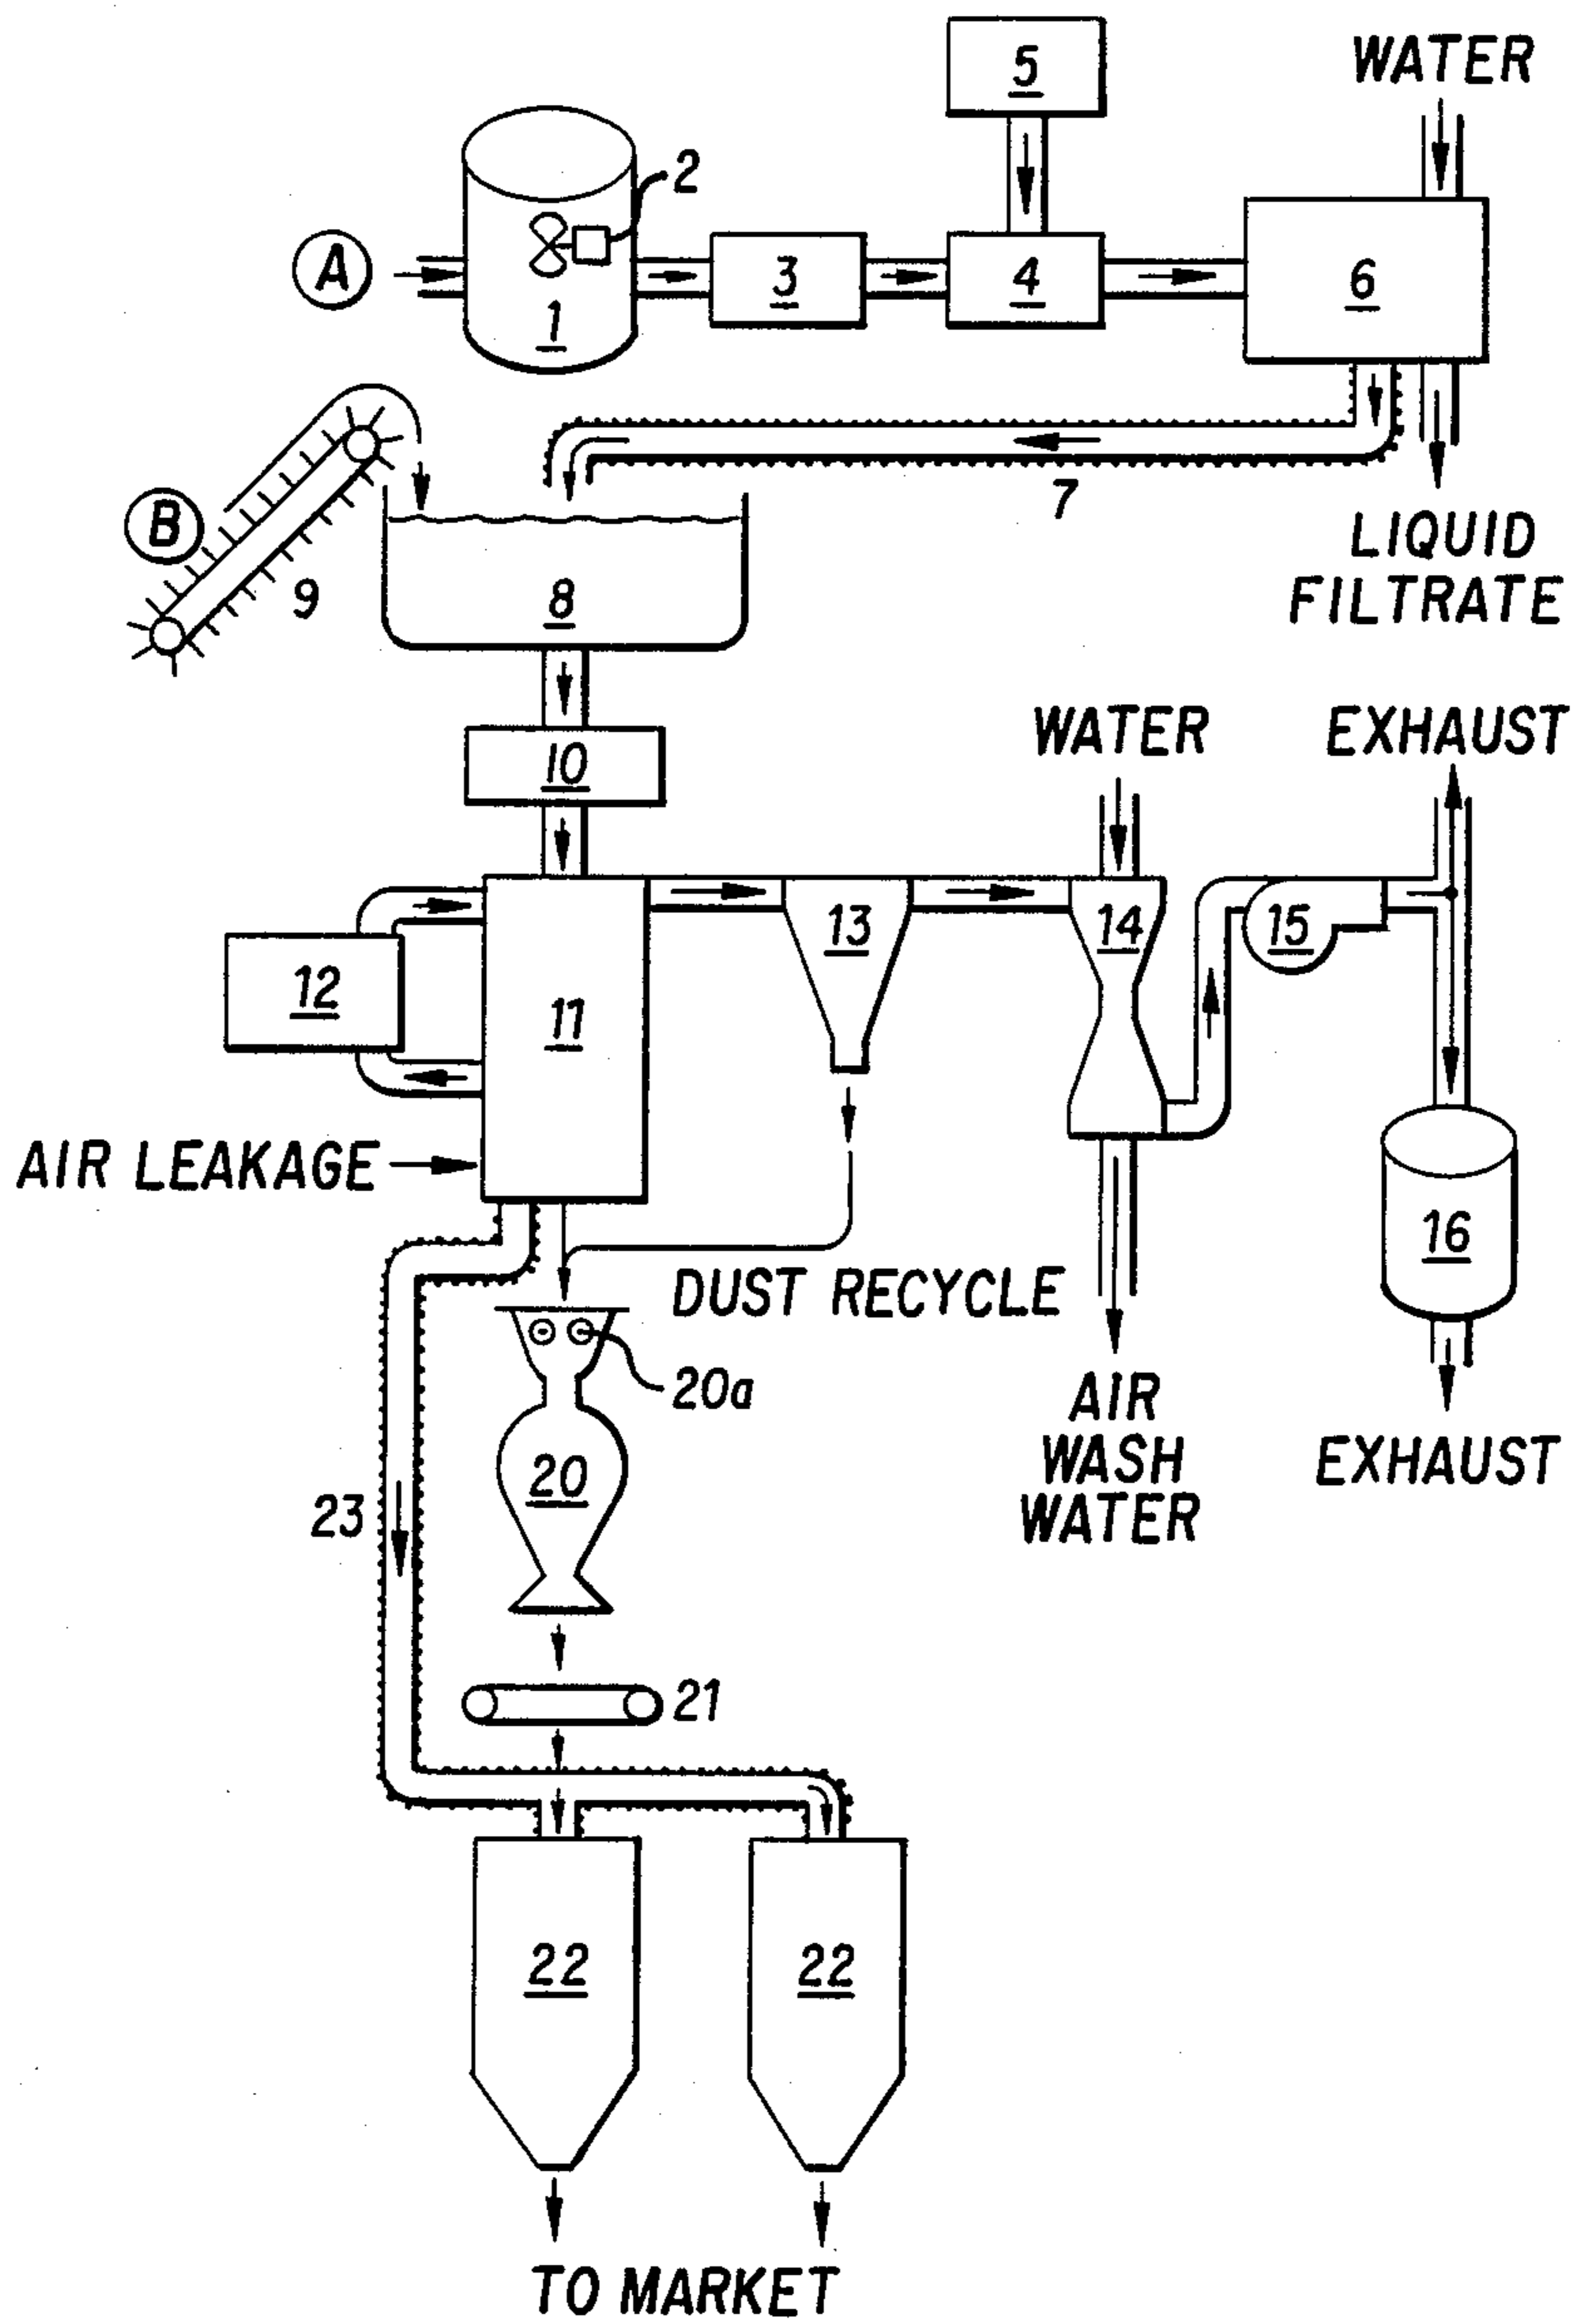 5
WATER
2
A
1
3
4
6
B
9
7
LIQUID
FILTRATE
8
10
WATER
EXHAUST
12
11
13
14
15
AIR LEAKAGE
16
DUST RECYCLE
20a
AIR
WASH
WATER
EXHAUST
20
23
21
22
22
TO MARKET